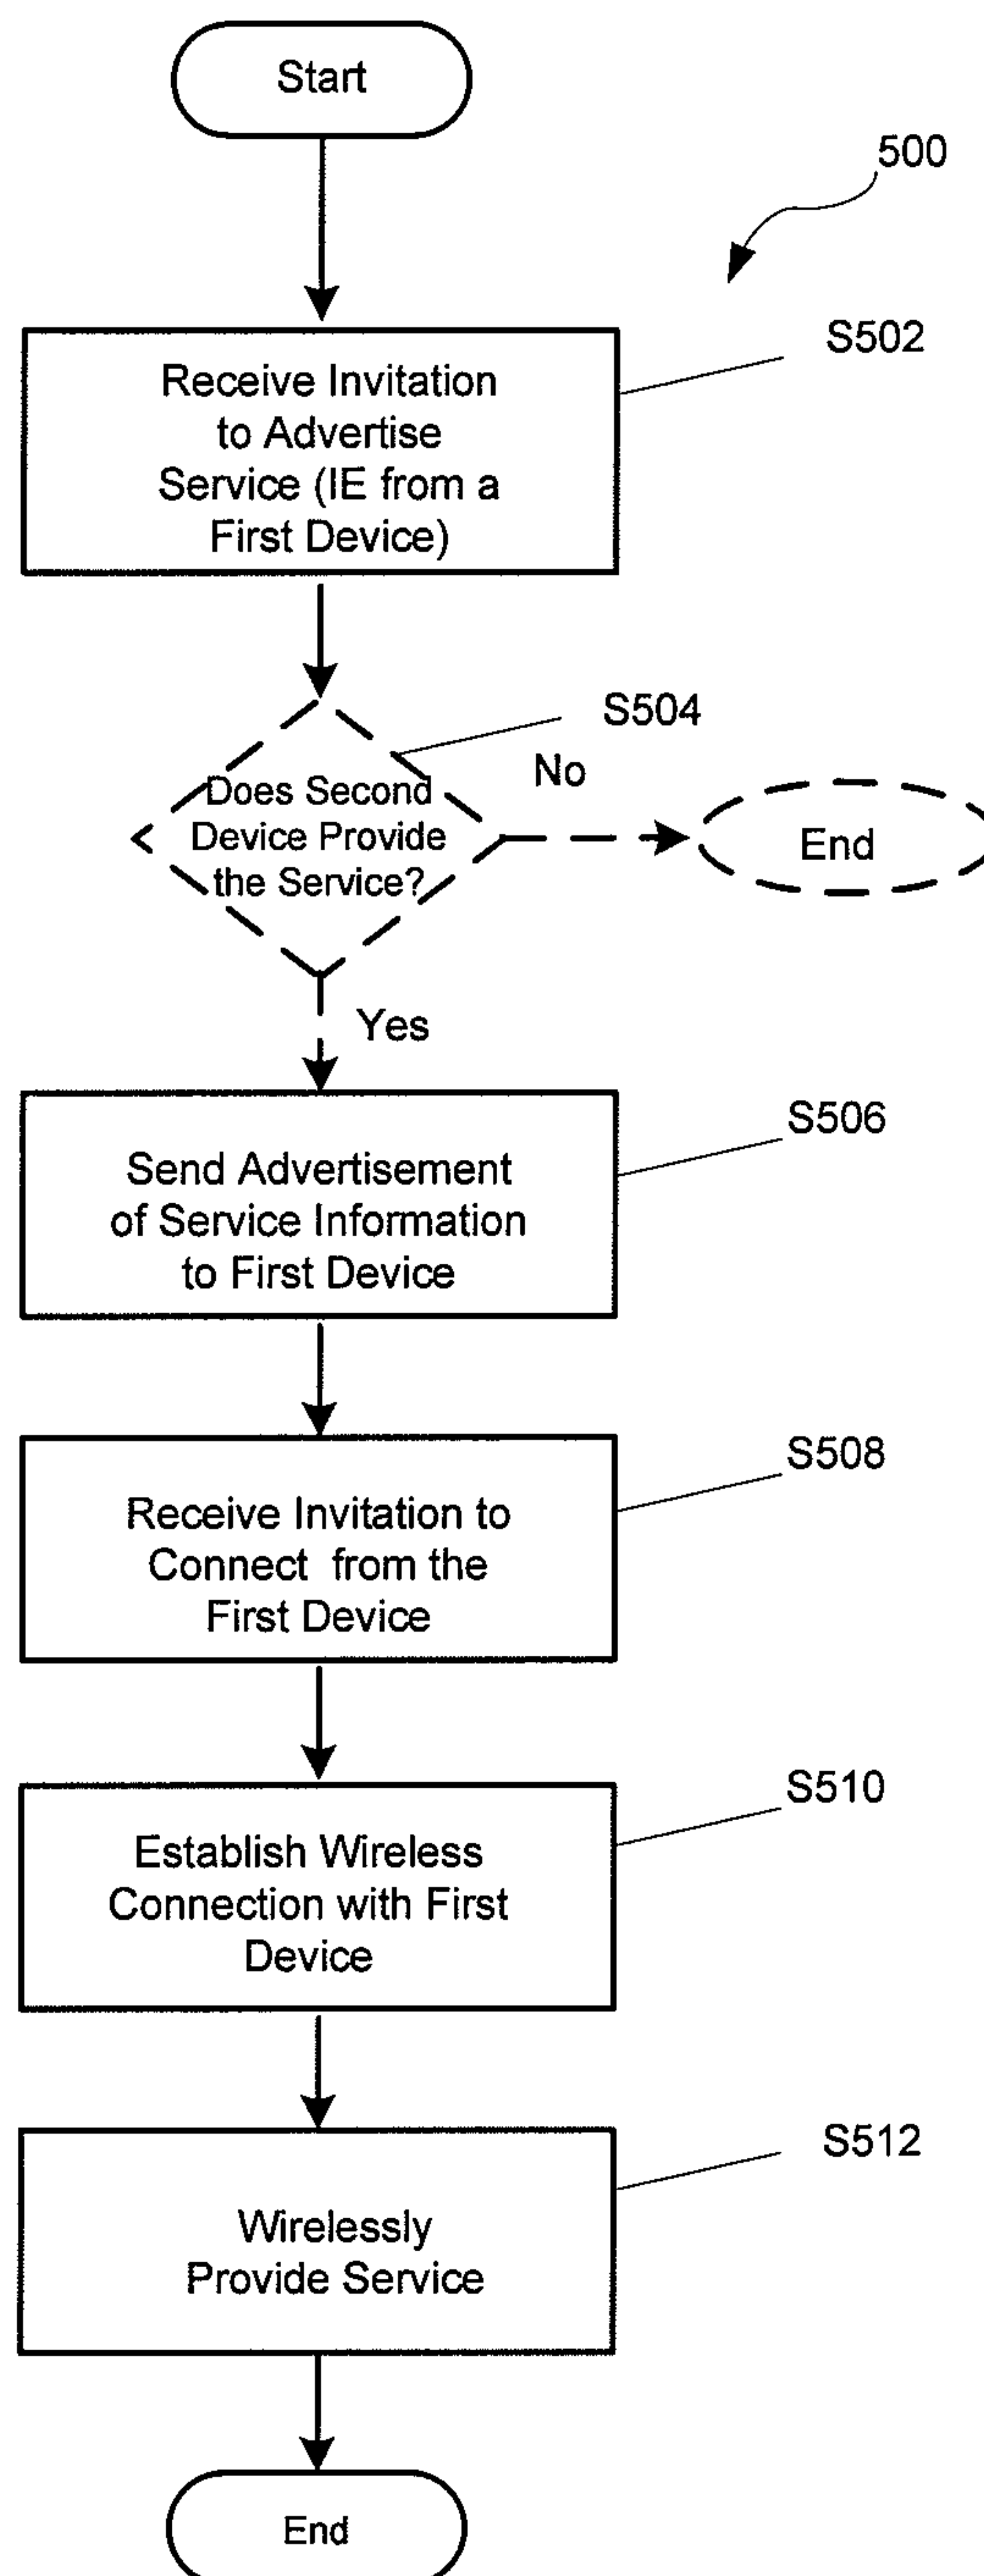 Start
500
S502
Receive Invitation
to Advertise
Service (IE from a
First Device)
S504
No
Does Second
Device Provide
the Service?
End
Yes
S506
Send Advertisement
of Service Information
to First Device
S508
Receive Invitation to
Connect from the
First Device
S510
Establish Wireless
Connection with First
Device
S512
Wirelessly
Provide Service
End